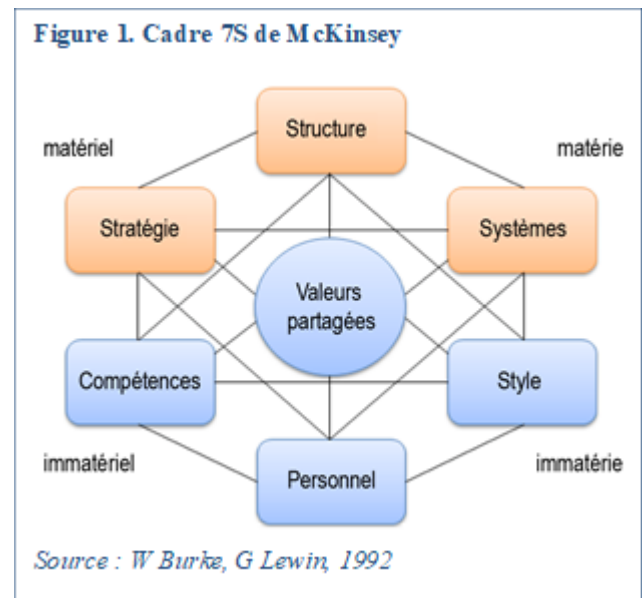 Figure 1. Cadre 7S de McKinsey
Structure
matériel
matérie
Stratégie
Systèmes
Valeurs
partagées
Compétences
Style
immatériel
immatérie
Personnel
Source : W Burke, G Lewin, 1992